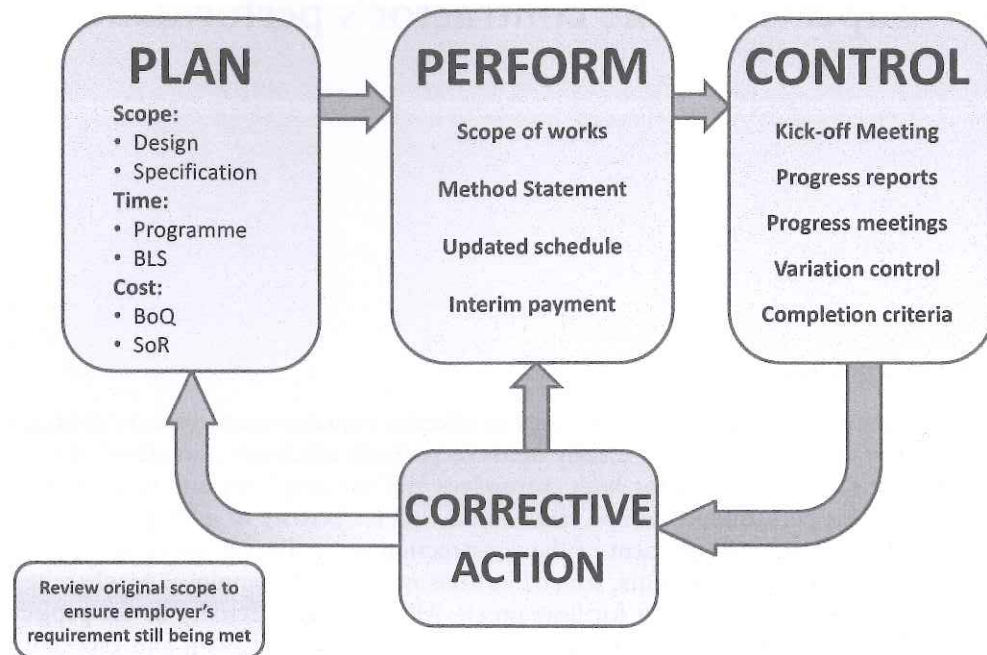 PLAN
Scope:
• Design
• Specification
Time:
• Programme
• BLS
Cost:
• BoQ
• SoR
PERFORM
Scope of works
Method Statement
Updated schedule
Interim payment
CONTROL
Kick-off Meeting
Progress reports
Progress meetings
Variation control
Completion criteria
CORRECTIVE
ACTION
Review original scope to
ensure employer's
requirement still being met